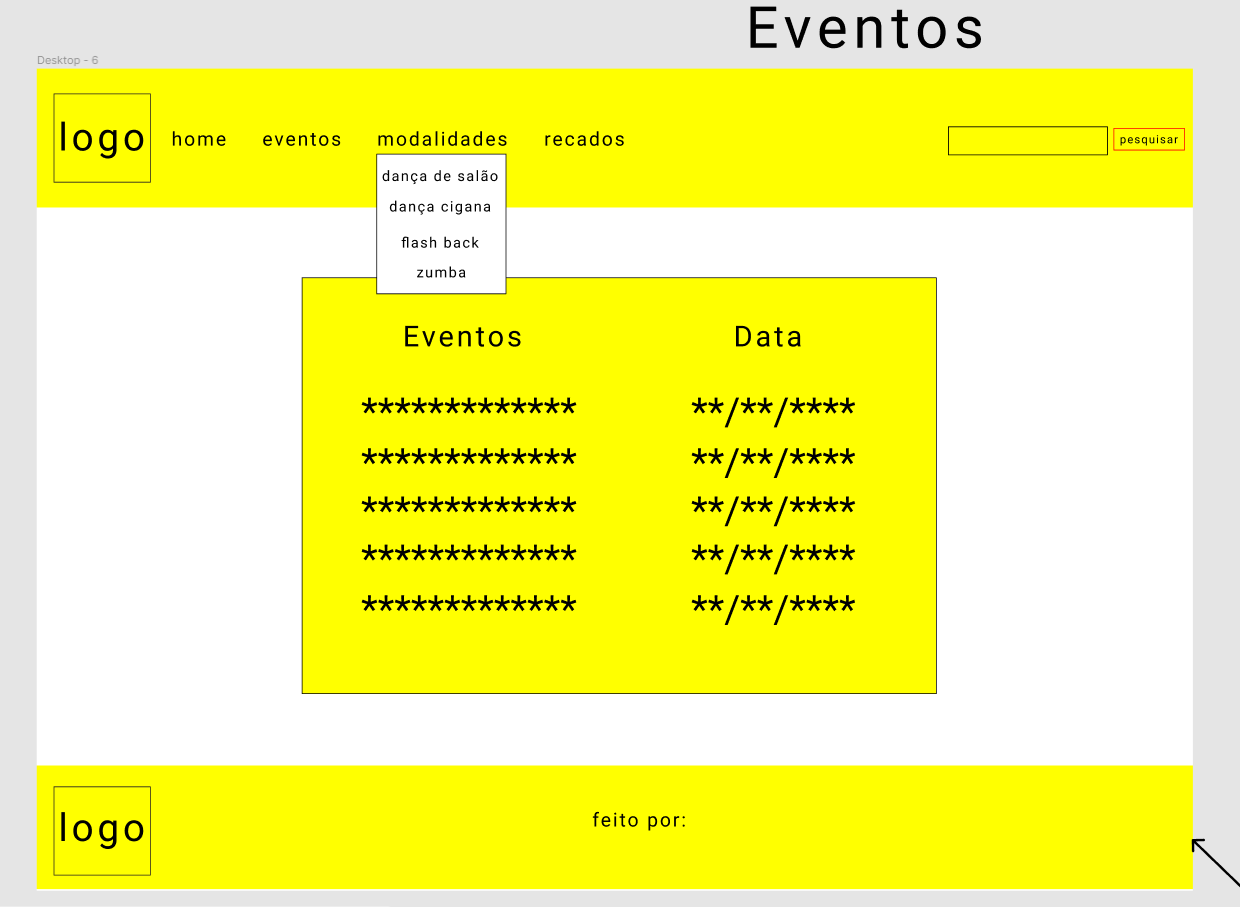 Eventos
Desktop - 6
logo home eventos modalidades recados pesquisar
dança de salão
dança cigana
flash back
zumba
Eventos Data
************* **/**/****
************* **/**/****
************* **/**/****
************* **/**/****
************* **/**/****
logo feito por: